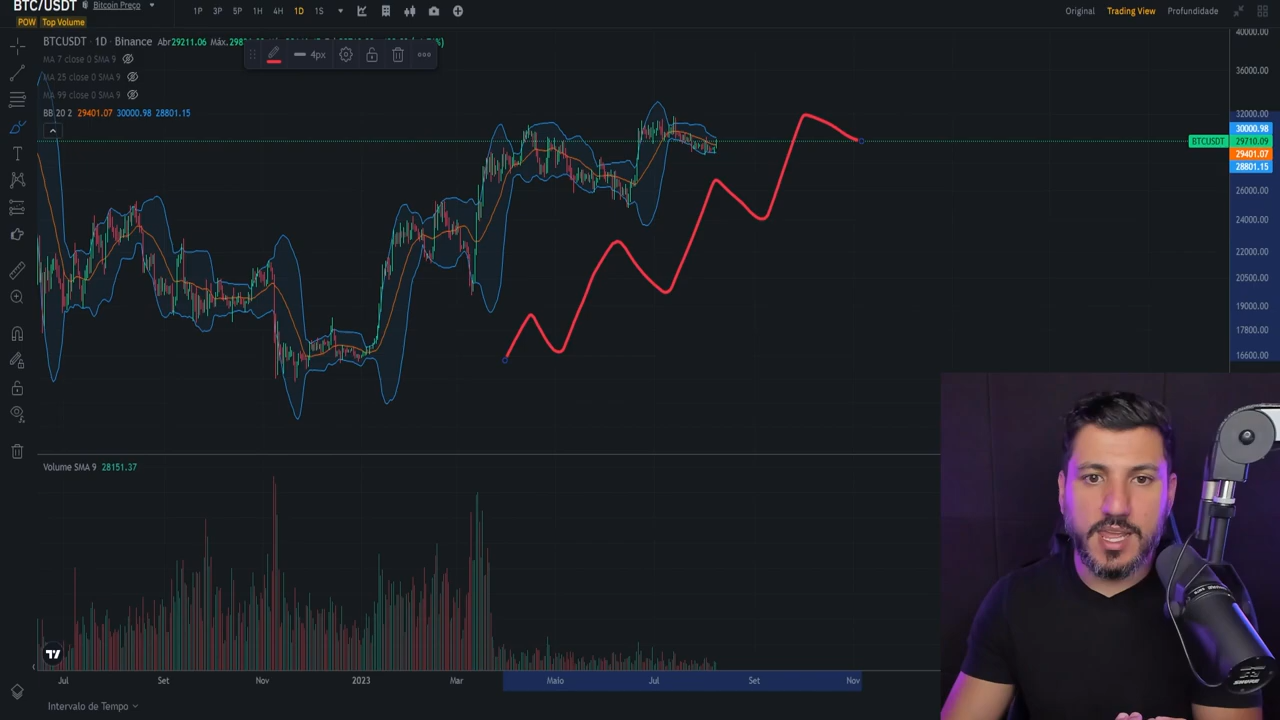 BTC/USDT Bitcoin Preço
1P 3P 5P 1H 4H 1D 1S
Original Trading View Profundidade
POW Top Volume
BTCUSDT · 1D · Binance Abr29211.06 Máx.29
4px
MA 7 close 0 SMA 9
MA 25 close 0 SMA 9
MA 99 close 0 SMA 9
BB 20 2 29401.07 30000.98 28801.15
40000.00
36000.00
32000.00
30000.98
BTCUSDT 29710.09
29401.07
28801.15
26000.00
24000.00
22000.00
20500.00
19000.00
17800.00
16600.00
Volume SMA 9 28151.37
Jul Set Nov 2023 Mar Maio Jul Set Nov
Intervalo de Tempo
SHURE